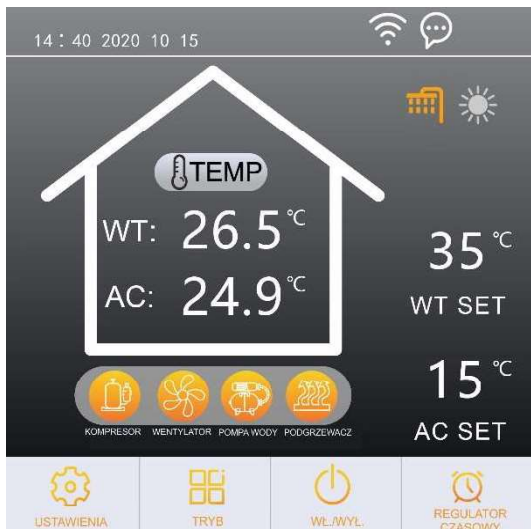 14:40 2020 10 15
TEMP
WT: 26.5 °C
AC: 24.9 °C
35 °C
WT SET
15 °C
AC SET
KOMPRESOR WENTYLATOR POMPA WODY PODGRZEWACZ
USTAWIENIA TRYB WŁ./WYŁ. REGULATOR
CZASOWY